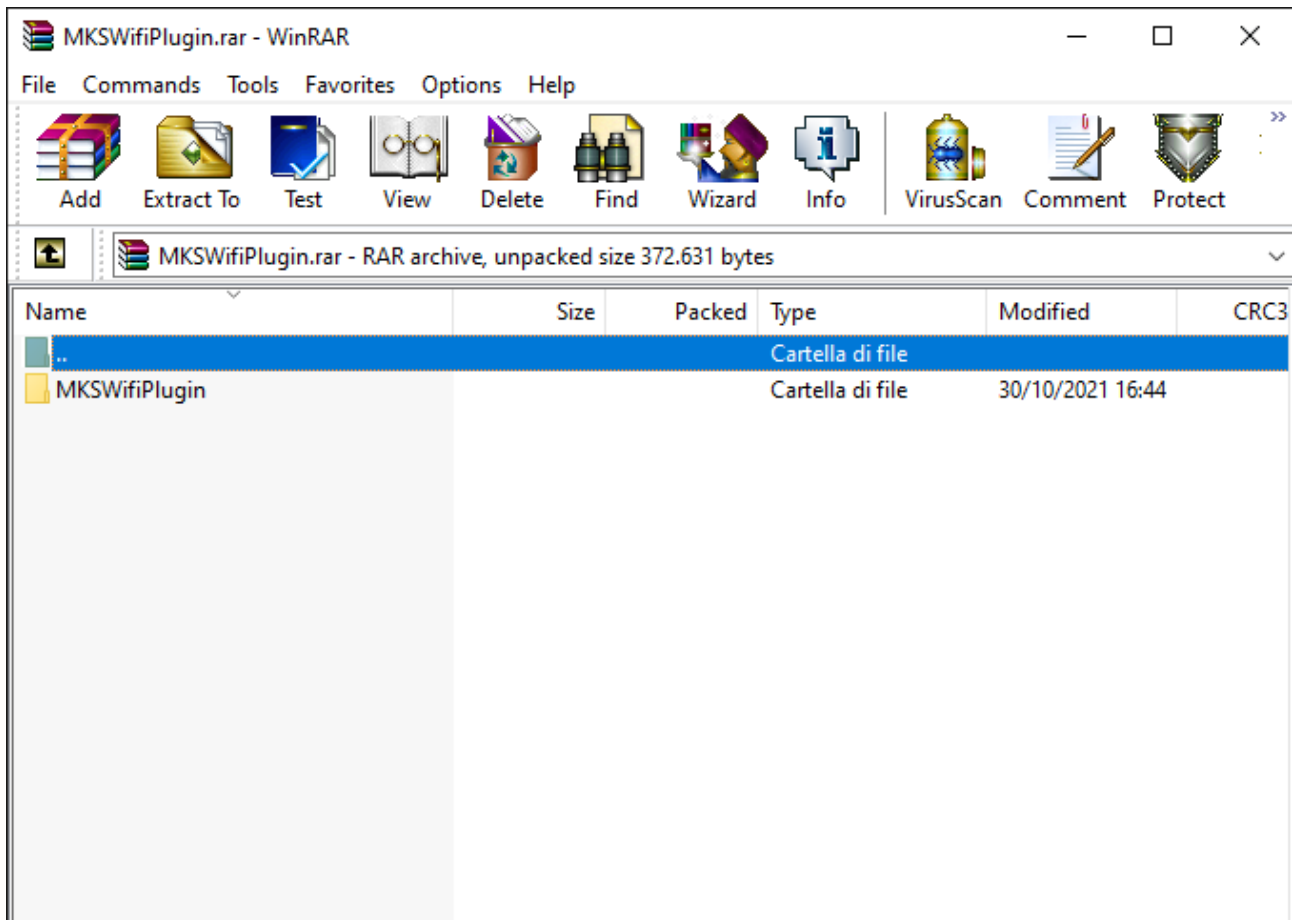 MKSWifiPlugin.rar - WinRAR
File Commands Tools Favorites Options Help
Add Extract To Test View Delete Find Wizard Info VirusScan Comment Protect
MKSWifiPlugin.rar - RAR archive, unpacked size 372.631 bytes
Name Size Packed Type Modified CRC3
.. Cartella di file
MKSWifiPlugin Cartella di file 30/10/2021 16:44